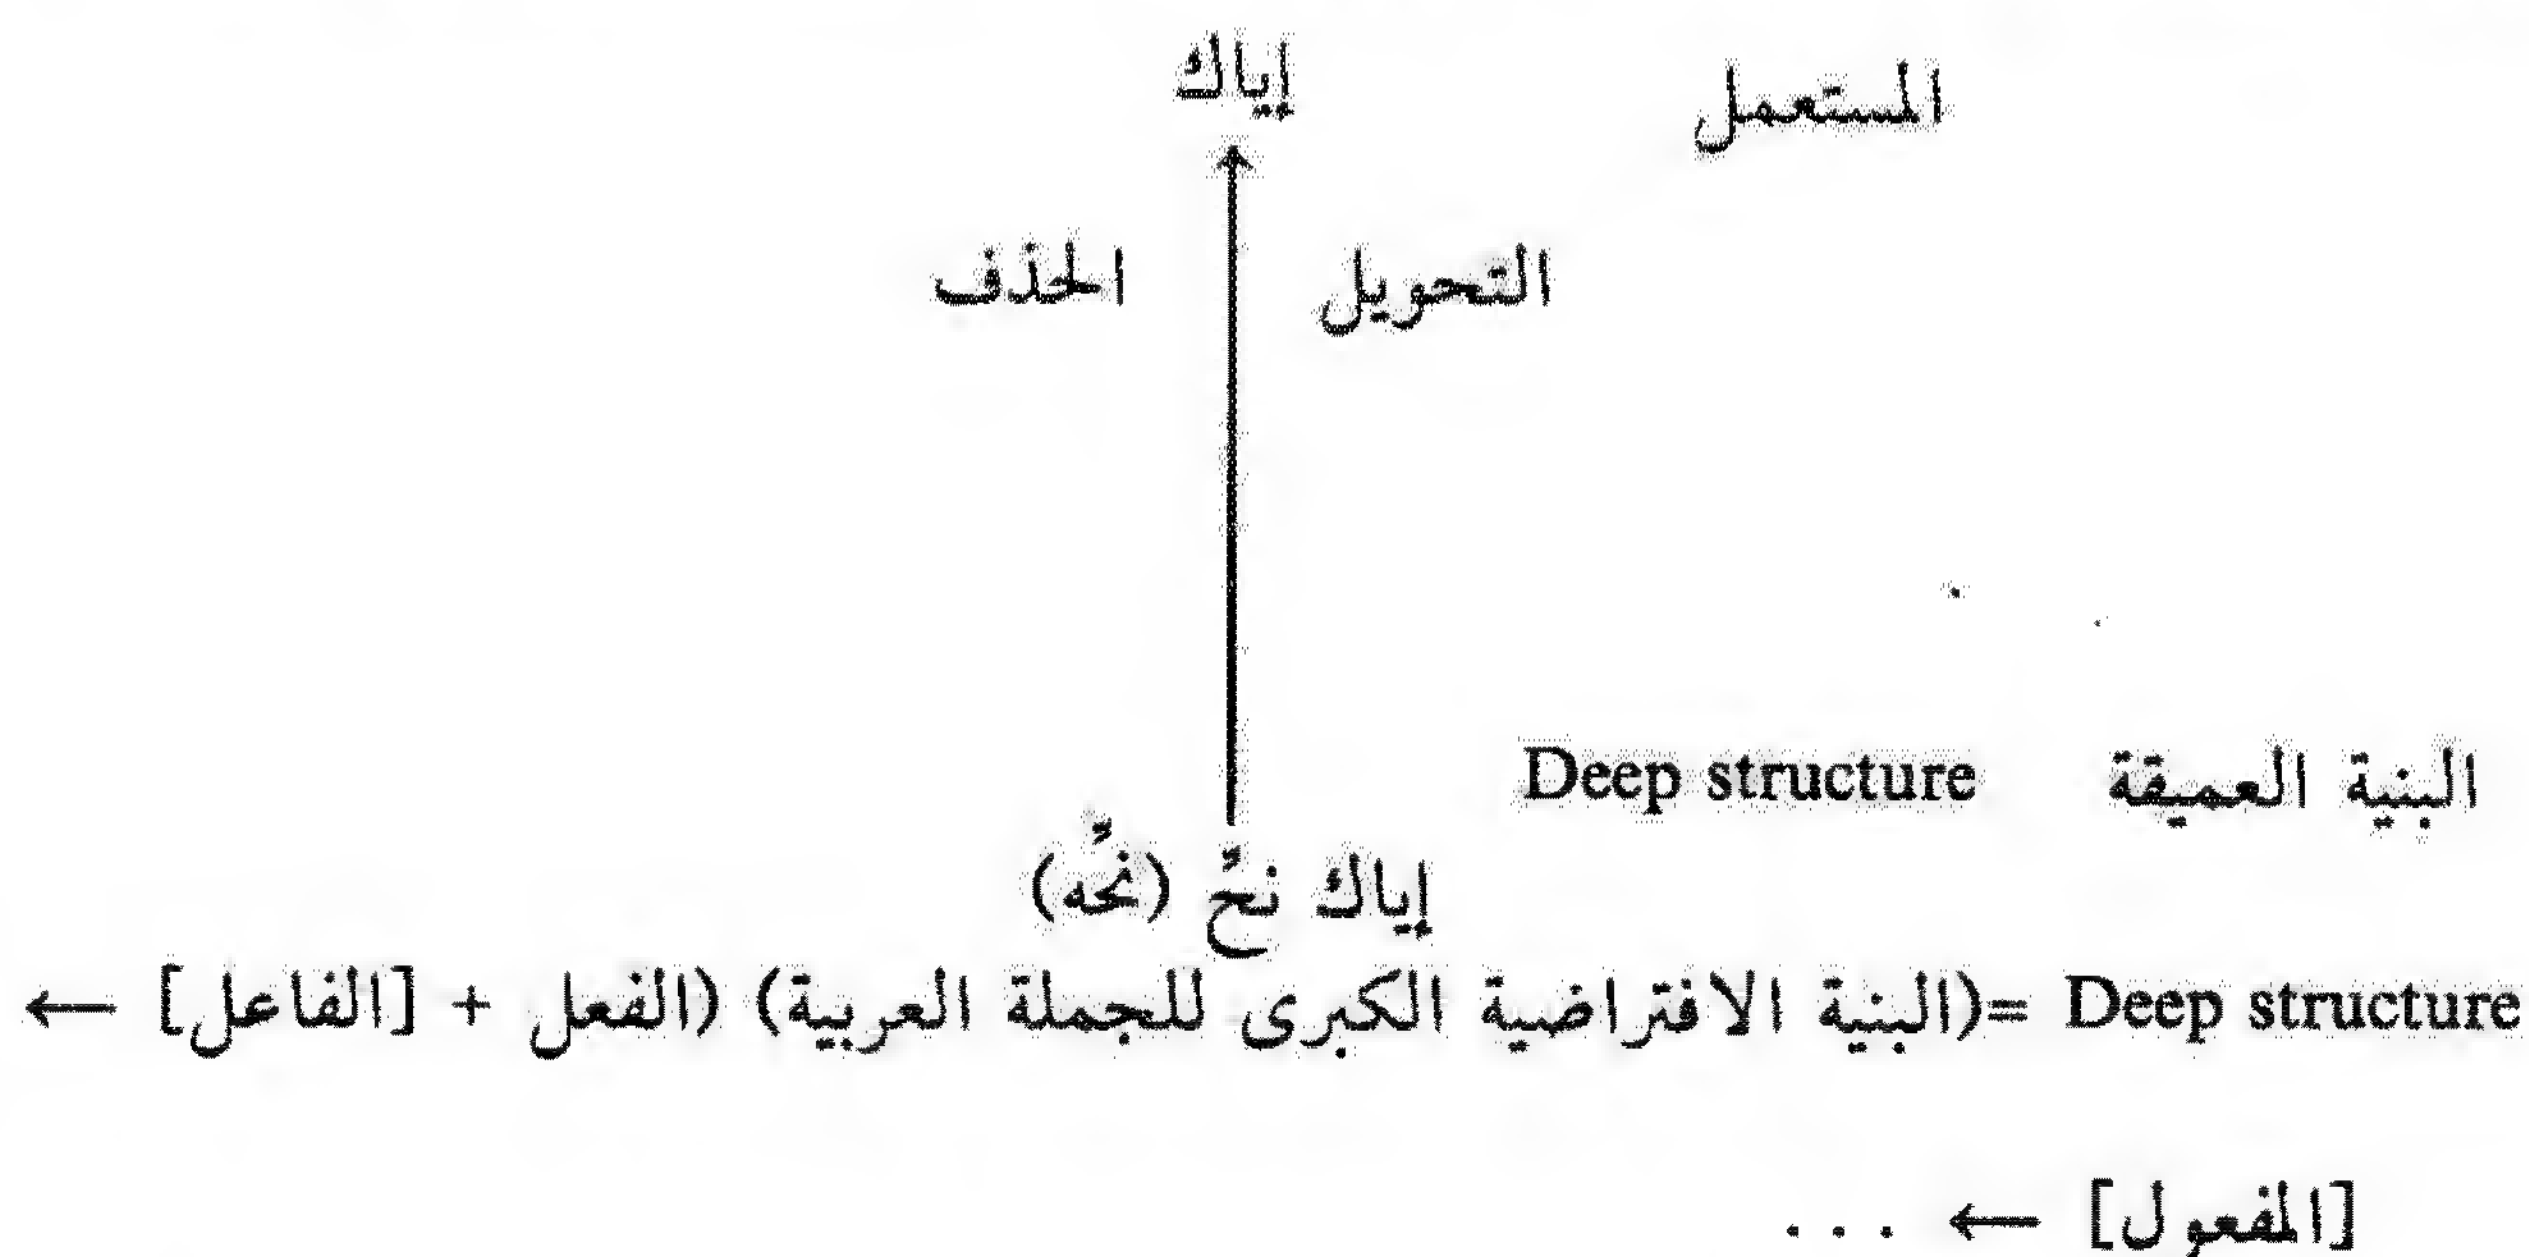 المستعمل إياك
التحويل الحذف
البنية العميقة Deep structure
إياك نحِّ (نحِّه)
Deep structure =(البنية الافتراضية الكبرى للجملة العربية) (الفعل + [الفاعل] ←
[المفعول] ← . . .